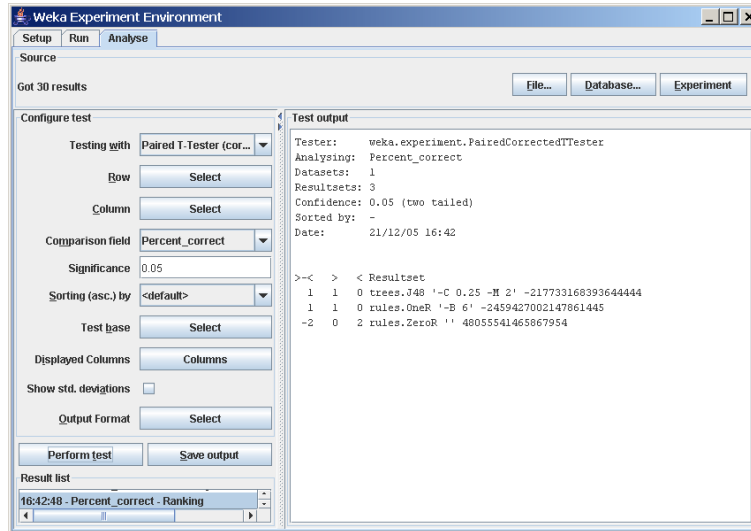 Weka Experiment Environment
Setup Run Analyse
Source
Got 30 results
File... Database... Experiment
Configure test
Testing with Paired T-Tester (cor...
Row Select
Column Select
Comparison field Percent_correct
Significance 0.05
Sorting (asc.) by <default>
Test base Select
Displayed Columns Columns
Show std. deviations
Output Format Select
Perform test Save output
Result list
16:42:48 - Percent_correct - Ranking
Test output
Tester: weka.experiment.PairedCorrectedTTester
Analysing: Percent_correct
Datasets: 1
Resultsets: 3
Confidence: 0.05 (two tailed)
Sorted by: -
Date: 21/12/05 16:42
>-< > < Resultset
1 1 0 trees.J48 '-C 0.25 -M 2' -217733168393644444
1 1 0 rules.OneR '-B 6' -2459427002147861445
-2 0 2 rules.ZeroR '' 48055541465867954